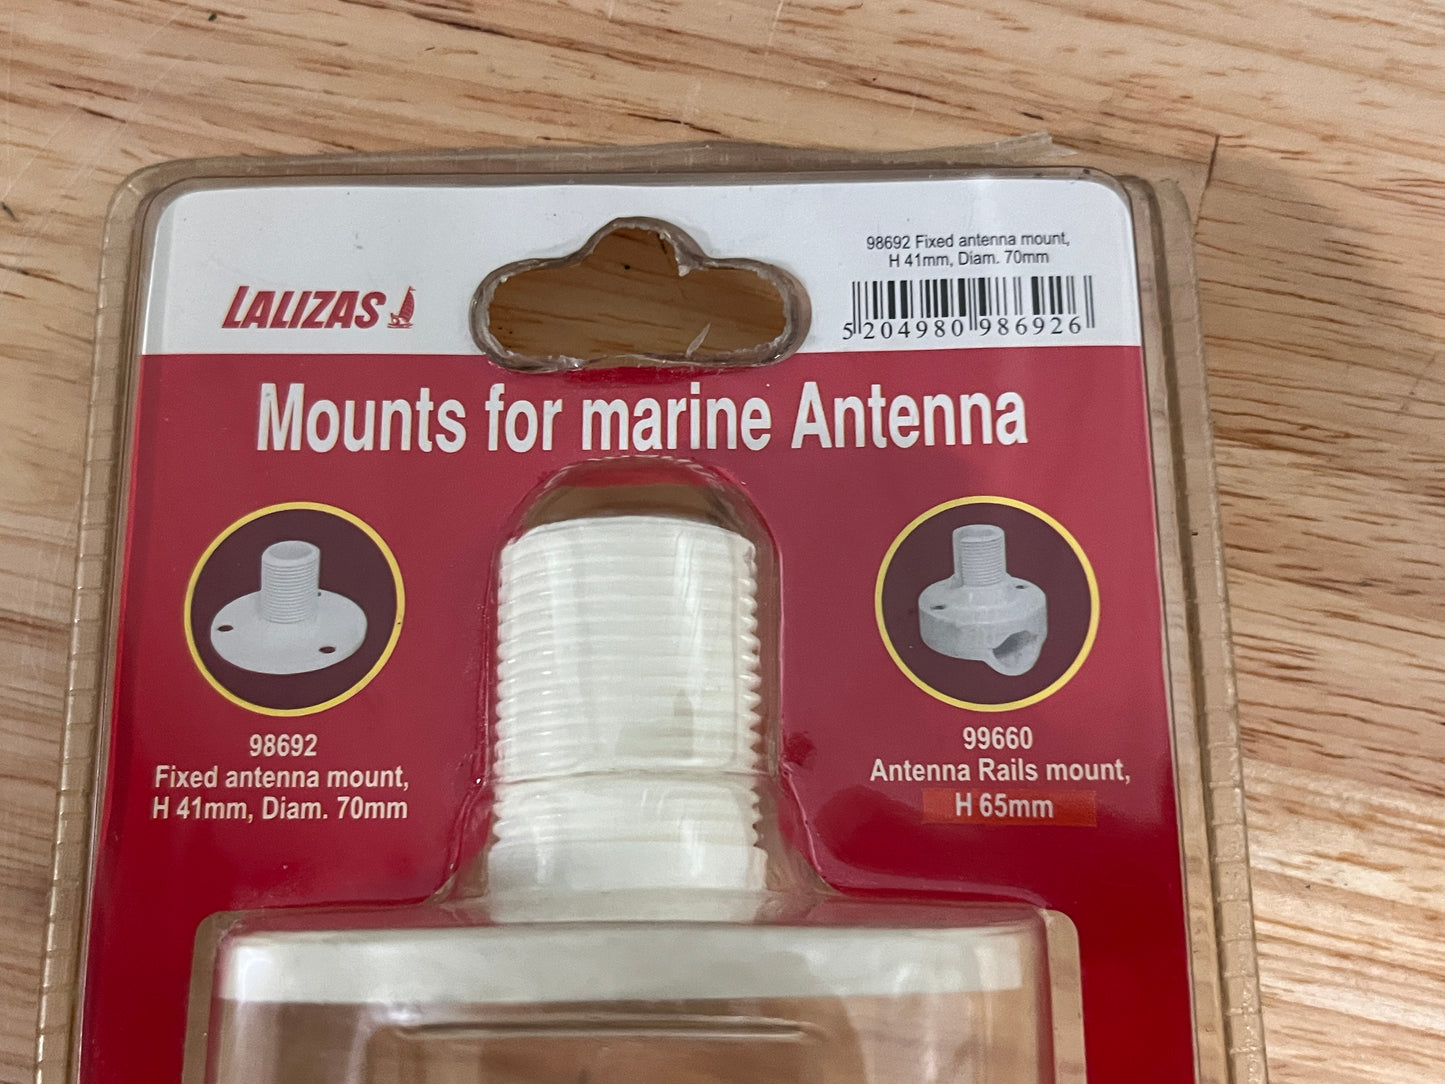 98692 Fixed antenna mount,
H 41mm, Diam. 70mm
LALIZAS
5 204980 986926
Mounts for marine Antenna
98692
Fixed antenna mount,
H 41mm, Diam. 70mm
99660
Antenna Rails mount,
H 65mm